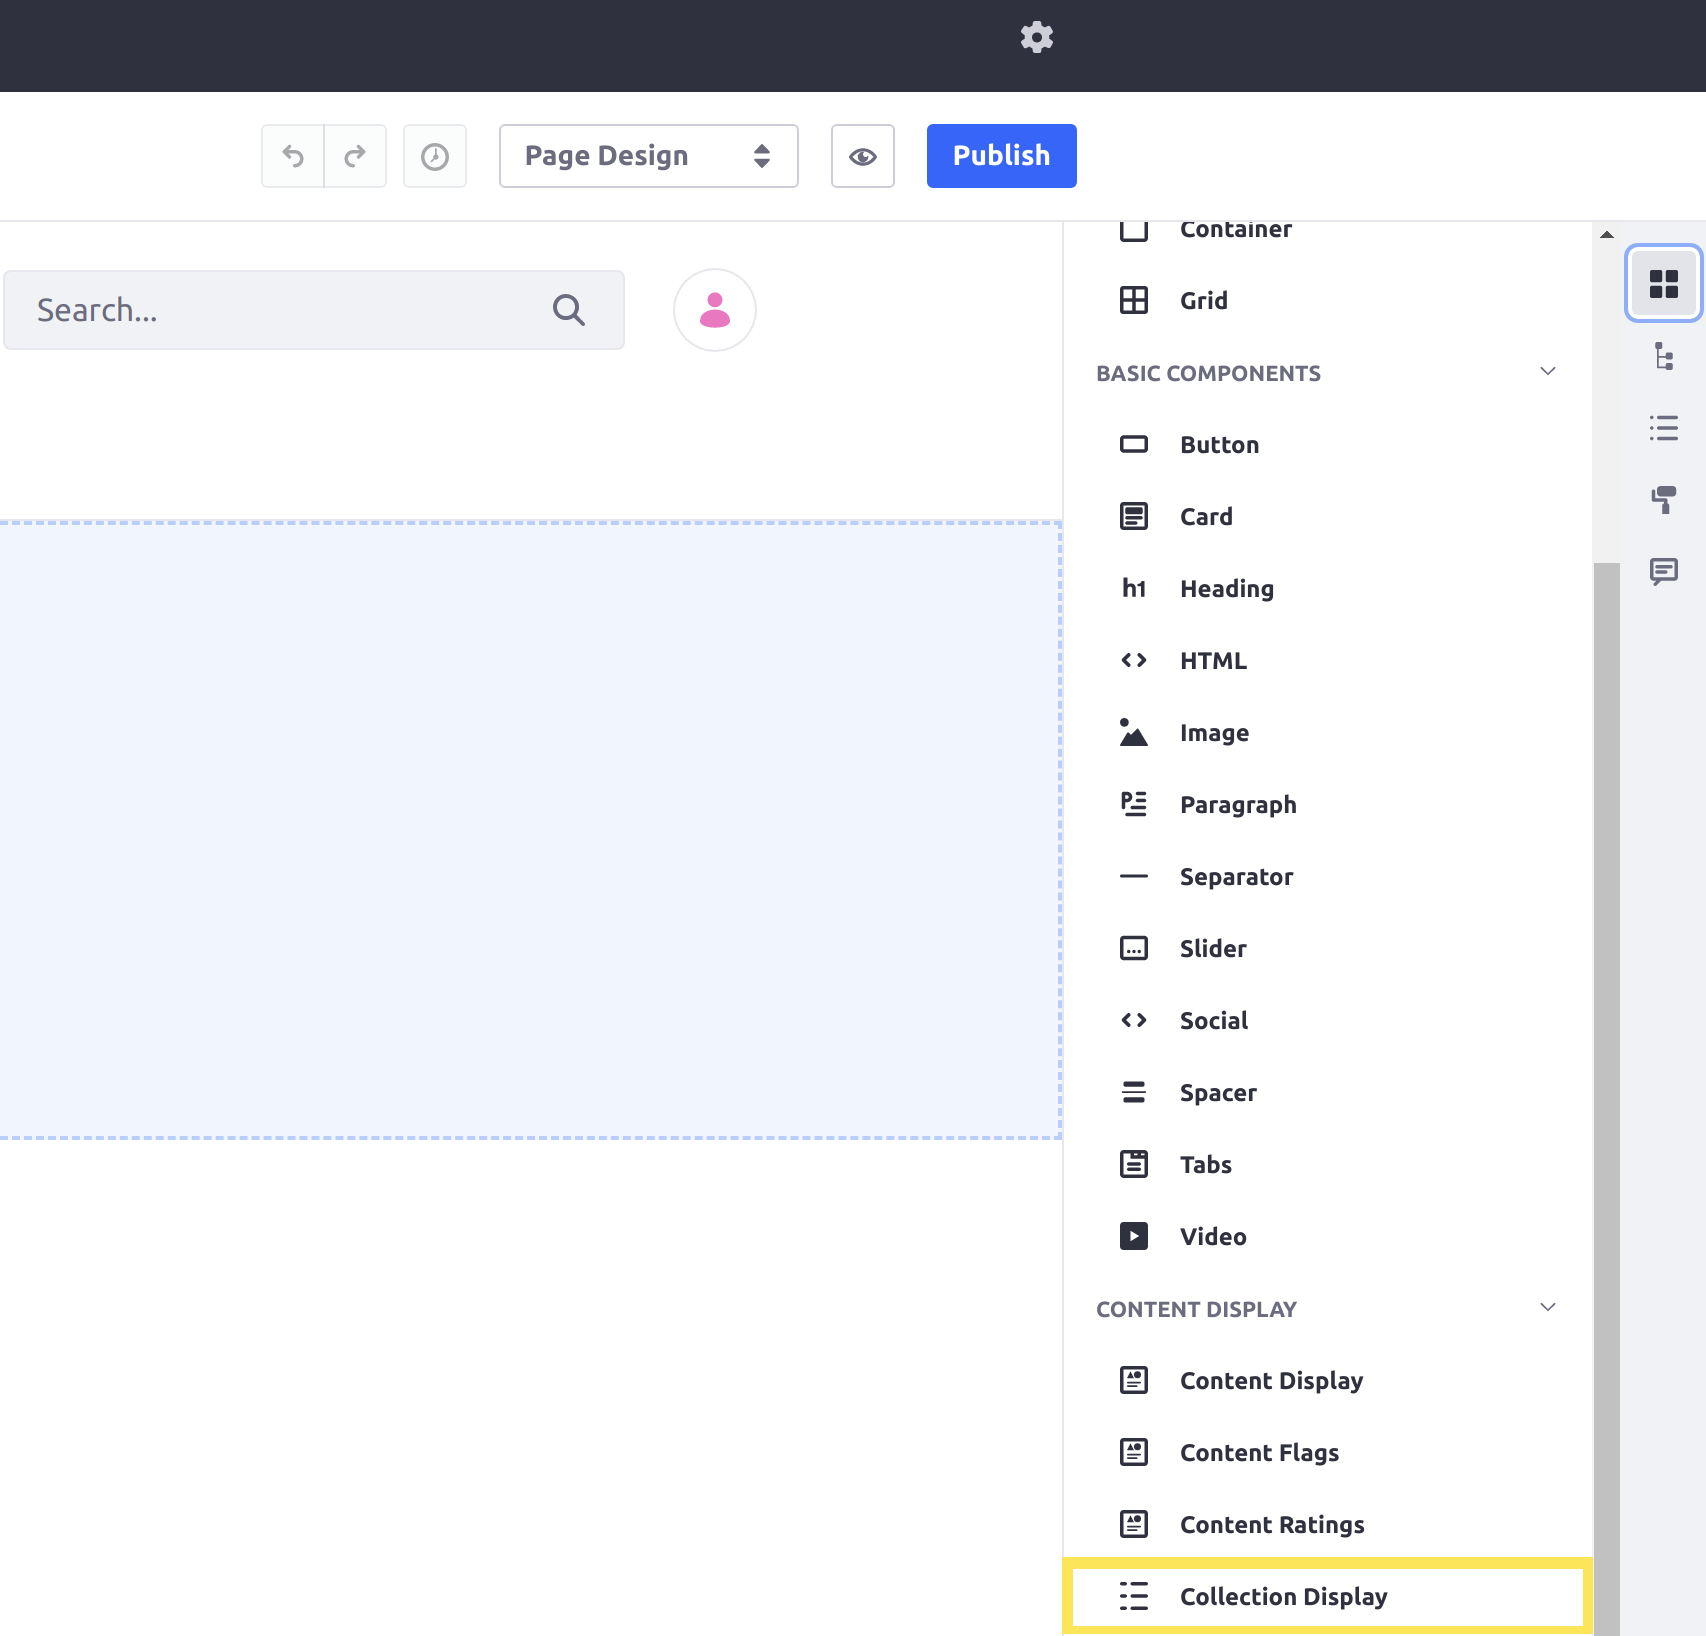 Page Design
Publish
Search...
Container
Grid
BASIC COMPONENTS
Button
Card
h1 Heading
HTML
Image
Paragraph
Separator
Slider
Social
Spacer
Tabs
Video
CONTENT DISPLAY
Content Display
Content Flags
Content Ratings
Collection Display